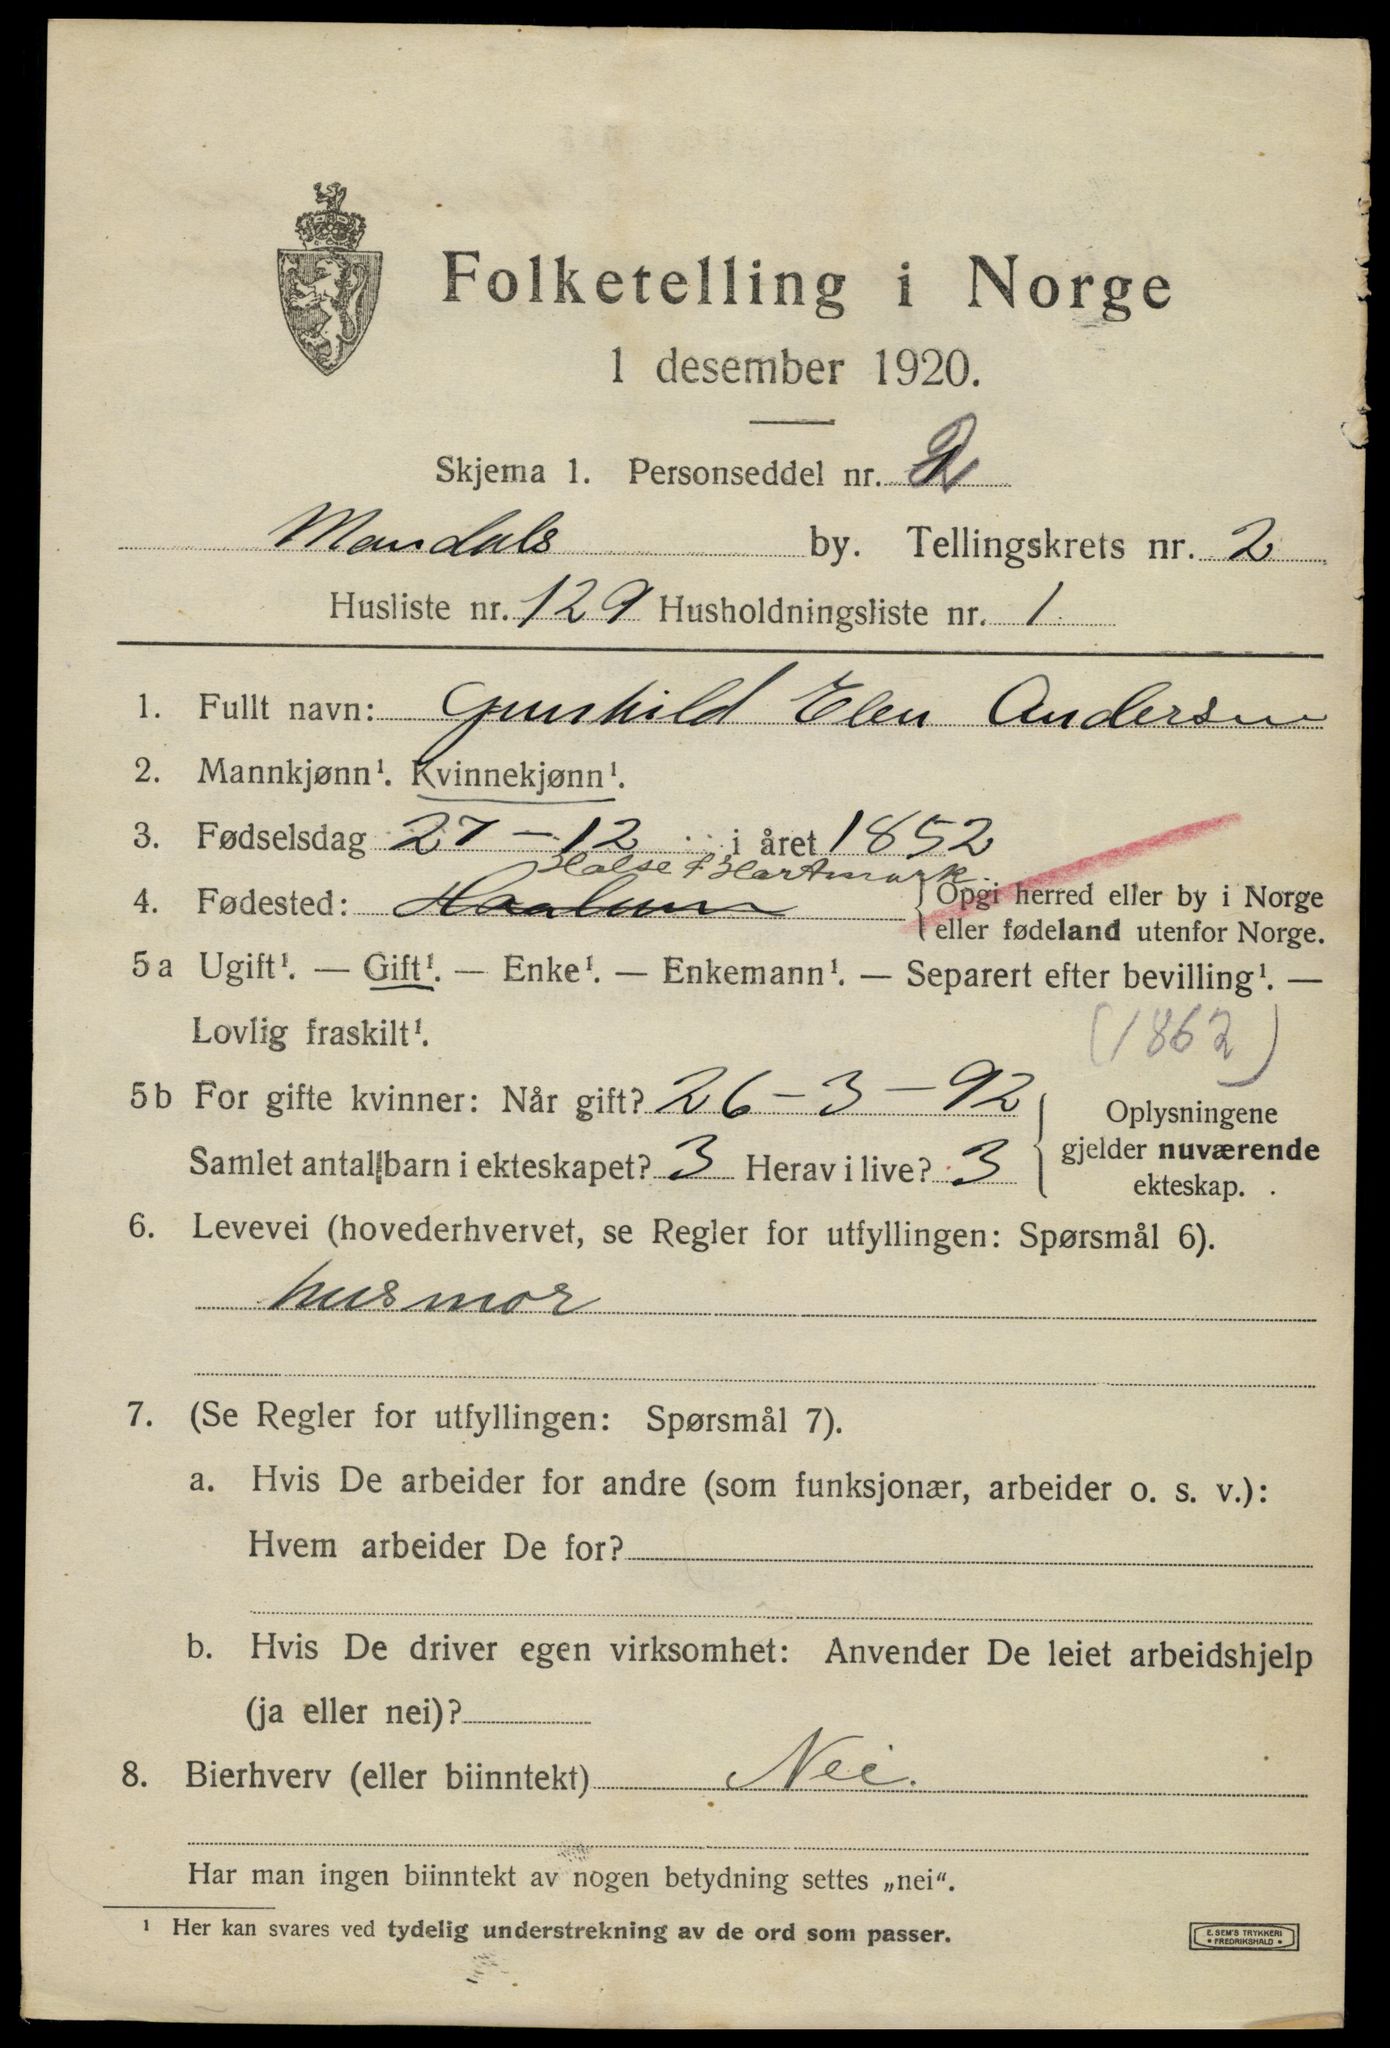 Folketelling i Norge
1 desember 1920.
Skjema 1. Personseddel nr. 2
Mandals by. Tellingskrets nr. 2
Husliste nr. 129 Husholdningsliste nr. 1
1. Fullt navn: Gunhild Elen Andersen
2. Mannkjønn¹. Kvinnekjønn¹.
3. Fødselsdag 27-12 i året 1852
Halse & Hartmark.
4. Fødested: {Opgi herred eller by i Norge
eller fødeland utenfor Norge.
5a Ugift¹. — Gift¹. — Enke¹. — Enkemann¹. — Separert efter bevilling¹. —
Lovlig fraskilt¹.
(1862)
5b For gifte kvinner: Når gift? 26-3-92
Samlet antall barn i ekteskapet? 3 Herav i live? 3
Oplysningene
gjelder nuværende
ekteskap.
6. Levevei (hovederhvervet, se Regler for utfyllingen: Spørsmål 6).
husmor
7. (Se Regler for utfyllingen: Spørsmål 7).
a. Hvis De arbeider for andre (som funksjonær, arbeider o. s. v.):
Hvem arbeider De for?
b. Hvis De driver egen virksomhet: Anvender De leiet arbeidshjelp
(ja eller nei)?
8. Bierhverv (eller biinntekt) Nei.
Har man ingen biinntekt av nogen betydning settes „nei“.
¹ Her kan svares ved tydelig understrekning av de ord som passer.
E. SEM'S TRYKKERI
* FREDRIKSHALD *